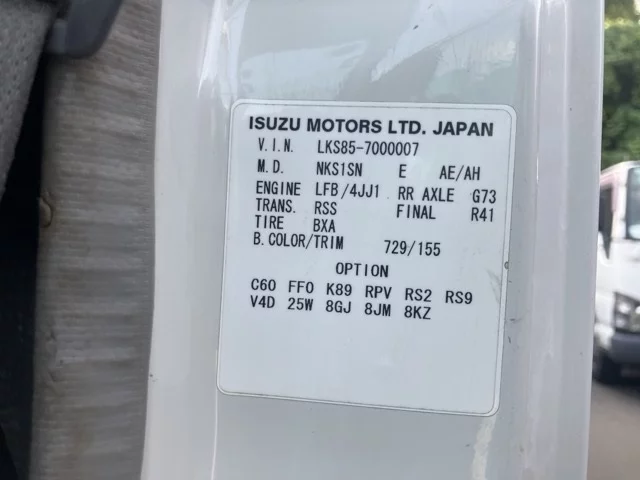 ISUZU MOTORS LTD. JAPAN
V.I.N. LKS85-7000007
M.D. NKS1SN E AE/AH
ENGINE LFB/4JJ1 RR AXLE G73
TRANS. RSS FINAL R41
TIRE BXA
B.COLOR/TRIM 729/155
OPTION
C60 FF0 K89 RPV RS2 RS9
V4D 25W 8GJ 8JM 8KZ